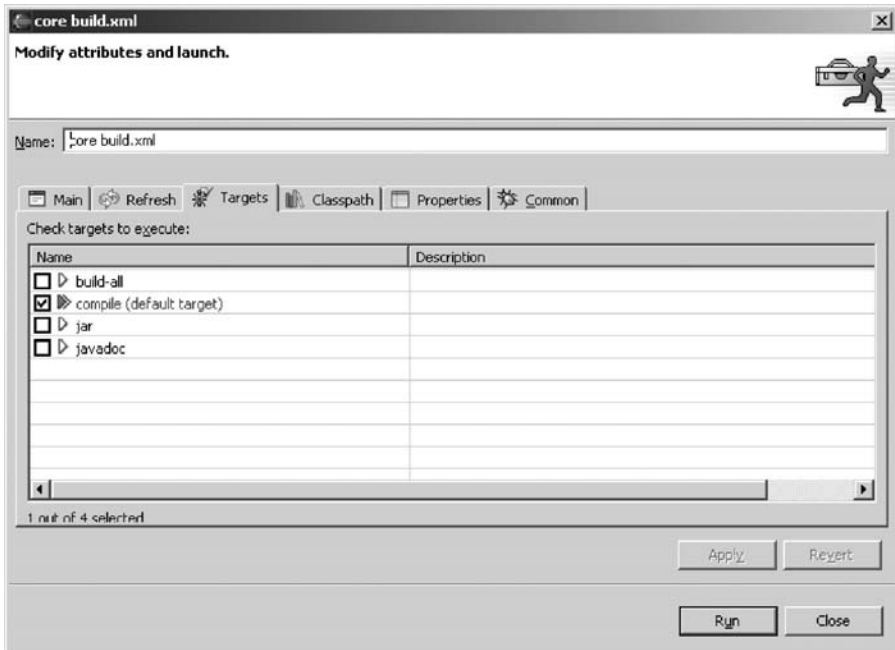 core build.xml
Modify attributes and launch.
Name: core build.xml
Main Refresh Targets Classpath Properties Common
Check targets to execute:
Name Description
build-all
compile (default target)
jar
javadoc
1 out of 4 selected
Apply Revert
Run Close